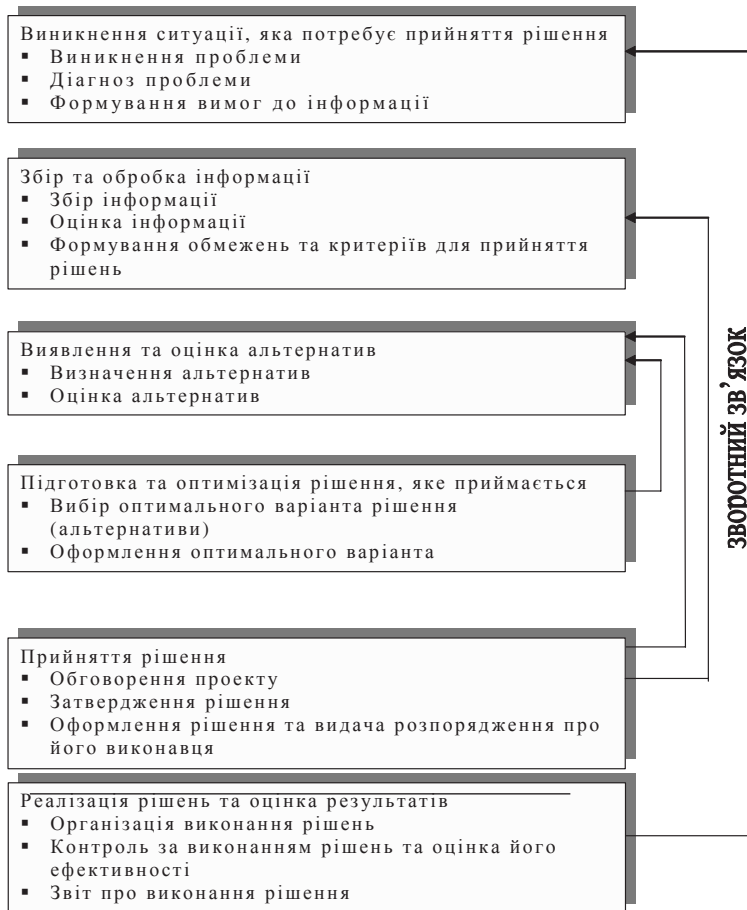 Виникнення ситуації, яка потребує прийняття рішення
▪ Виникнення проблеми
▪ Діагноз проблеми
▪ Формування вимог до інформації
Збір та обробка інформації
▪ Збір інформації
▪ Оцінка інформації
▪ Формування обмежень та критеріїв для прийняття
рішень
Виявлення та оцінка альтернатив
▪ Визначення альтернатив
▪ Оцінка альтернатив
Підготовка та оптимізація рішення, яке приймається
▪ Вибір оптимального варіанта рішення
(альтернативи)
▪ Оформлення оптимального варіанта
Прийняття рішення
▪ Обговорення проекту
▪ Затвердження рішення
▪ Оформлення рішення та видача розпорядження про
його виконавця
Реалізація рішень та оцінка результатів
▪ Організація виконання рішень
▪ Контроль за виконанням рішень та оцінка його
ефективності
▪ Звіт про виконання рішення
зворотний зв’язок